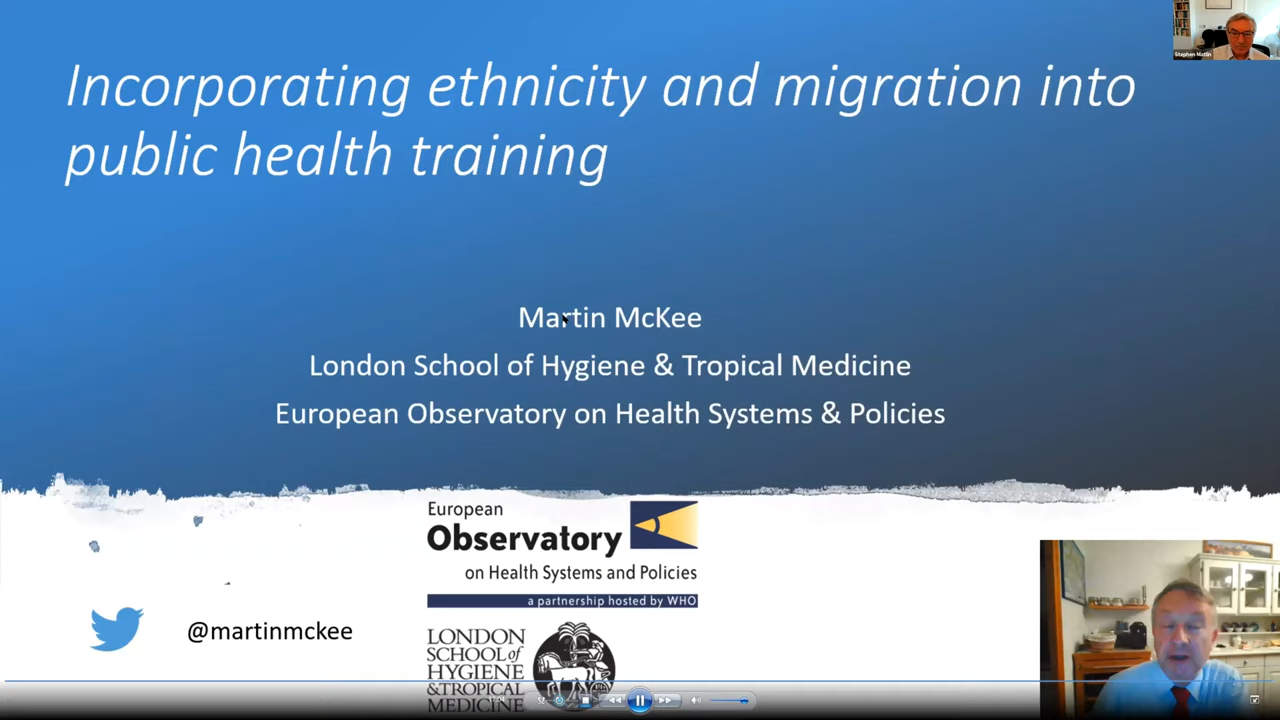 Stephen Matlin
Incorporating ethnicity and migration into
public health training
Martin McKee
London School of Hygiene & Tropical Medicine
European Observatory on Health Systems & Policies
European
Observatory
on Health Systems and Policies
a partnership hosted by WHO
@martinmckee
LONDON
SCHOOL of
HYGIENE
&TROPICAL
MEDICINE